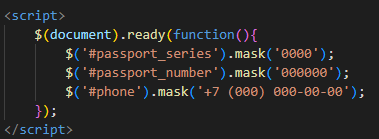 <script>
$(document).ready(function(){
$('#passport_series').mask('0000');
$('#passport_number').mask('000000');
$('#phone').mask('+7 (000) 000-00-00');
});
</script>